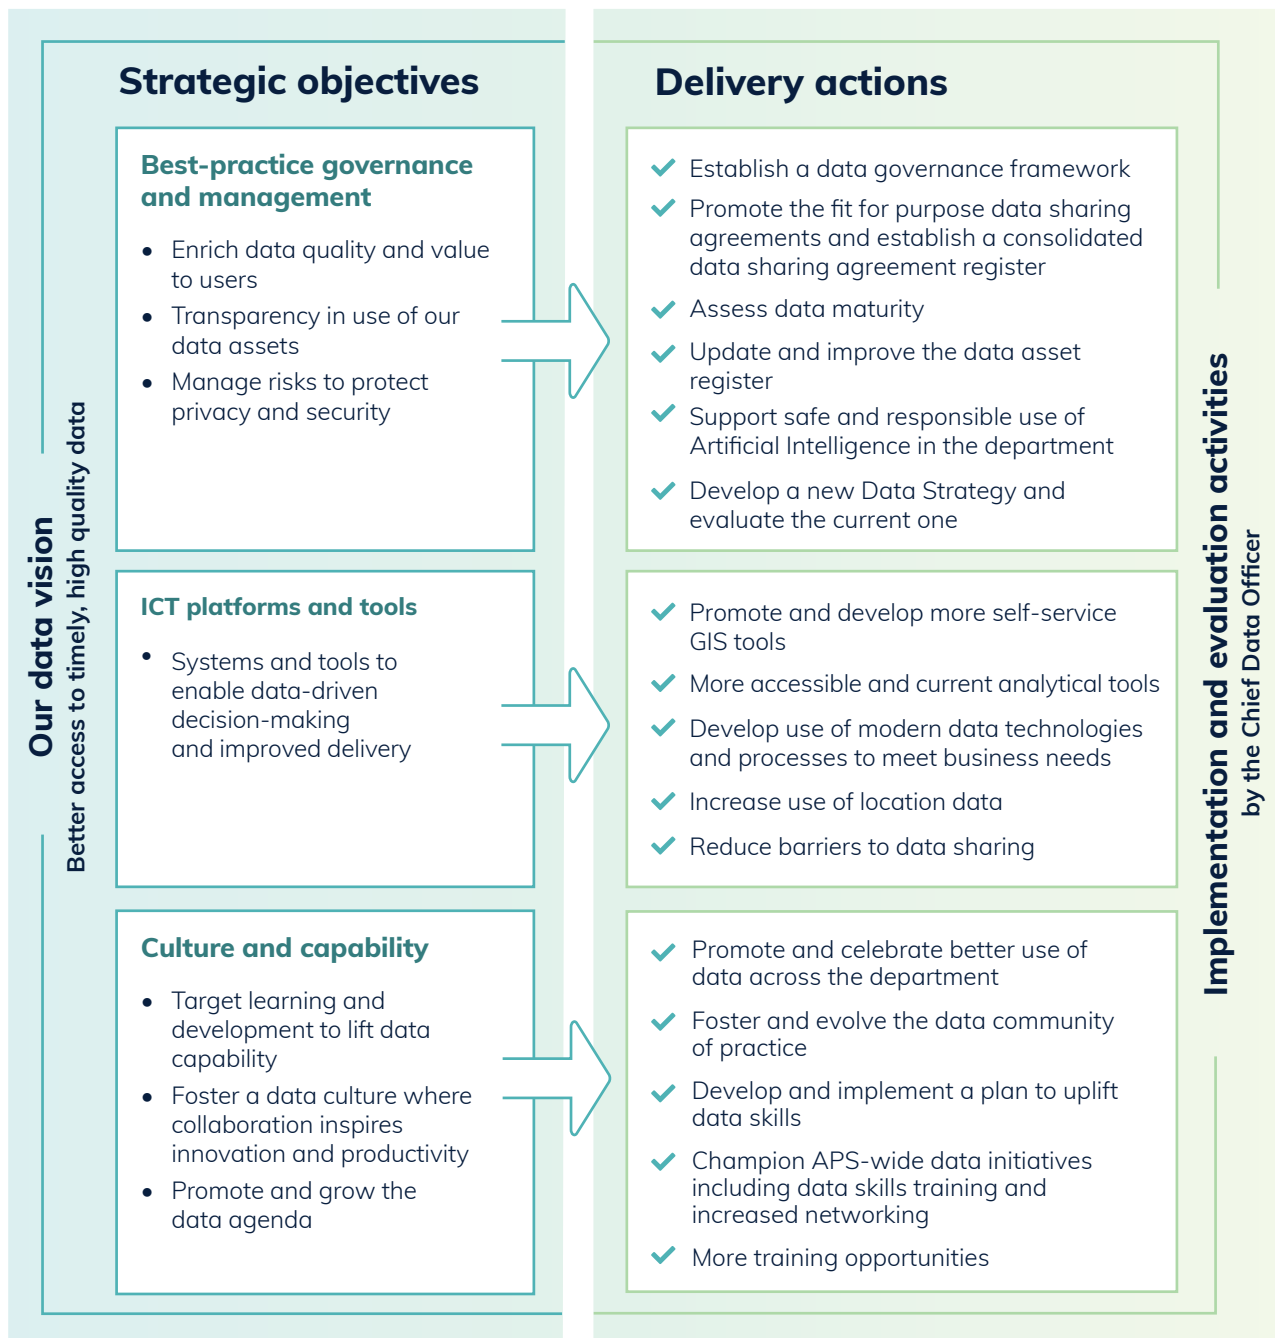 Our data vision
Better access to timely, high quality data
Strategic objectives
Best-practice governance
and management
• Enrich data quality and value
to users
• Transparency in use of our
data assets
• Manage risks to protect
privacy and security
ICT platforms and tools
• Systems and tools to
enable data-driven
decision-making
and improved delivery
Culture and capability
• Target learning and
development to lift data
capability
• Foster a data culture where
collaboration inspires
innovation and productivity
• Promote and grow the
data agenda
Delivery actions
Establish a data governance framework
Promote the fit for purpose data sharing
agreements and establish a consolidated
data sharing agreement register
Assess data maturity
Update and improve the data asset
register
Support safe and responsible use of
Artificial Intelligence in the department
Develop a new Data Strategy and
evaluate the current one
Promote and develop more self-service
GIS tools
More accessible and current analytical tools
Develop use of modern data technologies
and processes to meet business needs
Increase use of location data
Reduce barriers to data sharing
Promote and celebrate better use of
data across the department
Foster and evolve the data community
of practice
Develop and implement a plan to uplift
data skills
Champion APS-wide data initiatives
including data skills training and
increased networking
More training opportunities
Implementation and evaluation activities
by the Chief Data Officer